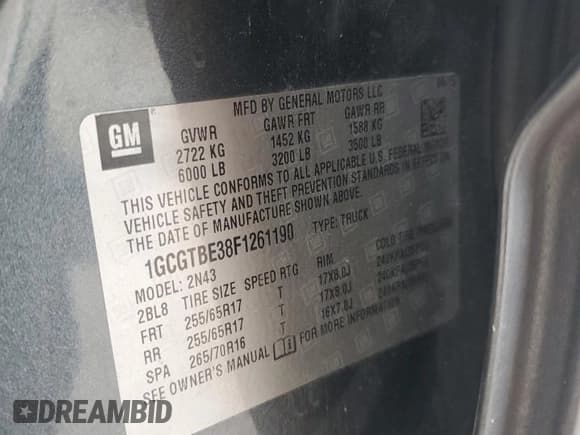 MFD BY GENERAL MOTORS LLC
GM
GVWR GAWR FRT GAWR RR
2722 KG 1452 KG 1588 KG
6000 LB 3200 LB 3500 LB
THIS VEHICLE CONFORMS TO ALL APPLICABLE U.S. FEDERAL MOTOR
VEHICLE SAFETY AND THEFT PREVENTION STANDARDS IN EFFECT ON
THE DATE OF MANUFACTURE SHOWN ABOVE.
1GCGTBE38F1261190 TYPE: TRUCK
MODEL: 2N43
2BL8 TIRE SIZE SPEED RTG RIM COLD TIRE
FRT 255/65R17 T 17X8.0J
RR 255/65R17 T 17X8.0J
SPA 265/70R16 T 16X7.0J
SEE OWNER'S MANUAL FOR MORE INFORMATION
DREAMBID